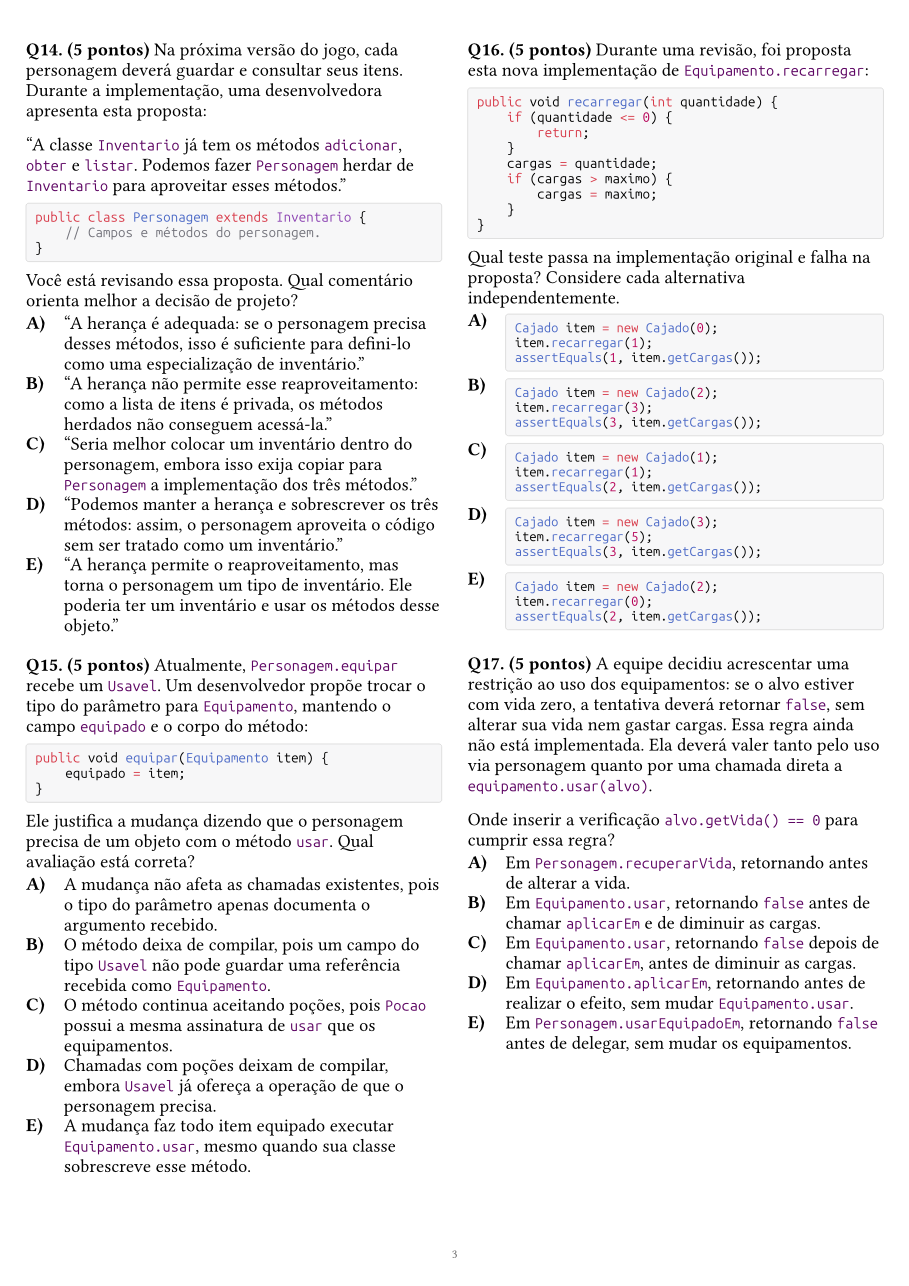 Q14. (5 pontos) Na próxima versão do jogo, cada
personagem deverá guardar e consultar seus itens.
Durante a implementação, uma desenvolvedora
apresenta esta proposta:
“A classe Inventario já tem os métodos adicionar,
obter e listar. Podemos fazer Personagem herdar de
Inventario para aproveitar esses métodos.”
public class Personagem extends Inventario {
    // Campos e métodos do personagem.
}
Você está revisando essa proposta. Qual comentário
orienta melhor a decisão de projeto?
A) “A herança é adequada: se o personagem precisa
desses métodos, isso é suficiente para defini-lo
como uma especialização de inventário.”
B) “A herança não permite esse reaproveitamento:
como a lista de itens é privada, os métodos
herdados não conseguem acessá-la.”
C) “Seria melhor colocar um inventário dentro do
personagem, embora isso exija copiar para
Personagem a implementação dos três métodos.”
D) “Podemos manter a herança e sobrescrever os três
métodos: assim, o personagem aproveita o código
sem ser tratado como um inventário.”
E) “A herança permite o reaproveitamento, mas
torna o personagem um tipo de inventário. Ele
poderia ter um inventário e usar os métodos desse
objeto.”
Q15. (5 pontos) Atualmente, Personagem.equipar
recebe um Usavel. Um desenvolvedor propõe trocar o
tipo do parâmetro para Equipamento, mantendo o
campo equipado e o corpo do método:
public void equipar(Equipamento item) {
    equipado = item;
}
Ele justifica a mudança dizendo que o personagem
precisa de um objeto com o método usar. Qual
avaliação está correta?
A) A mudança não afeta as chamadas existentes, pois
o tipo do parâmetro apenas documenta o
argumento recebido.
B) O método deixa de compilar, pois um campo do
tipo Usavel não pode guardar uma referência
recebida como Equipamento.
C) O método continua aceitando poções, pois Pocao
possui a mesma assinatura de usar que os
equipamentos.
D) Chamadas com poções deixam de compilar,
embora Usavel já ofereça a operação de que o
personagem precisa.
E) A mudança faz todo item equipado executar
Equipamento.usar, mesmo quando sua classe
sobrescreve esse método.
Q16. (5 pontos) Durante uma revisão, foi proposta
esta nova implementação de Equipamento.recarregar:
public void recarregar(int quantidade) {
    if (quantidade <= 0) {
        return;
    }
    cargas = quantidade;
    if (cargas > maximo) {
        cargas = maximo;
    }
}
Qual teste passa na implementação original e falha na
proposta? Considere cada alternativa
independentemente.
A) Cajado item = new Cajado(0);
item.recarregar(1);
assertEquals(1, item.getCargas());
B) Cajado item = new Cajado(2);
item.recarregar(3);
assertEquals(3, item.getCargas());
C) Cajado item = new Cajado(1);
item.recarregar(1);
assertEquals(2, item.getCargas());
D) Cajado item = new Cajado(3);
item.recarregar(5);
assertEquals(3, item.getCargas());
E) Cajado item = new Cajado(2);
item.recarregar(0);
assertEquals(2, item.getCargas());
Q17. (5 pontos) A equipe decidiu acrescentar uma
restrição ao uso dos equipamentos: se o alvo estiver
com vida zero, a tentativa deverá retornar false, sem
alterar sua vida nem gastar cargas. Essa regra ainda
não está implementada. Ela deverá valer tanto pelo uso
via personagem quanto por uma chamada direta a
equipamento.usar(alvo).
Onde inserir a verificação alvo.getVida() == 0 para
cumprir essa regra?
A) Em Personagem.recuperarVida, retornando antes
de alterar a vida.
B) Em Equipamento.usar, retornando false antes de
chamar aplicarEm e de diminuir as cargas.
C) Em Equipamento.usar, retornando false depois de
chamar aplicarEm, antes de diminuir as cargas.
D) Em Equipamento.aplicarEm, retornando antes de
realizar o efeito, sem mudar Equipamento.usar.
E) Em Personagem.usarEquipadoEm, retornando false
antes de delegar, sem mudar os equipamentos.
3